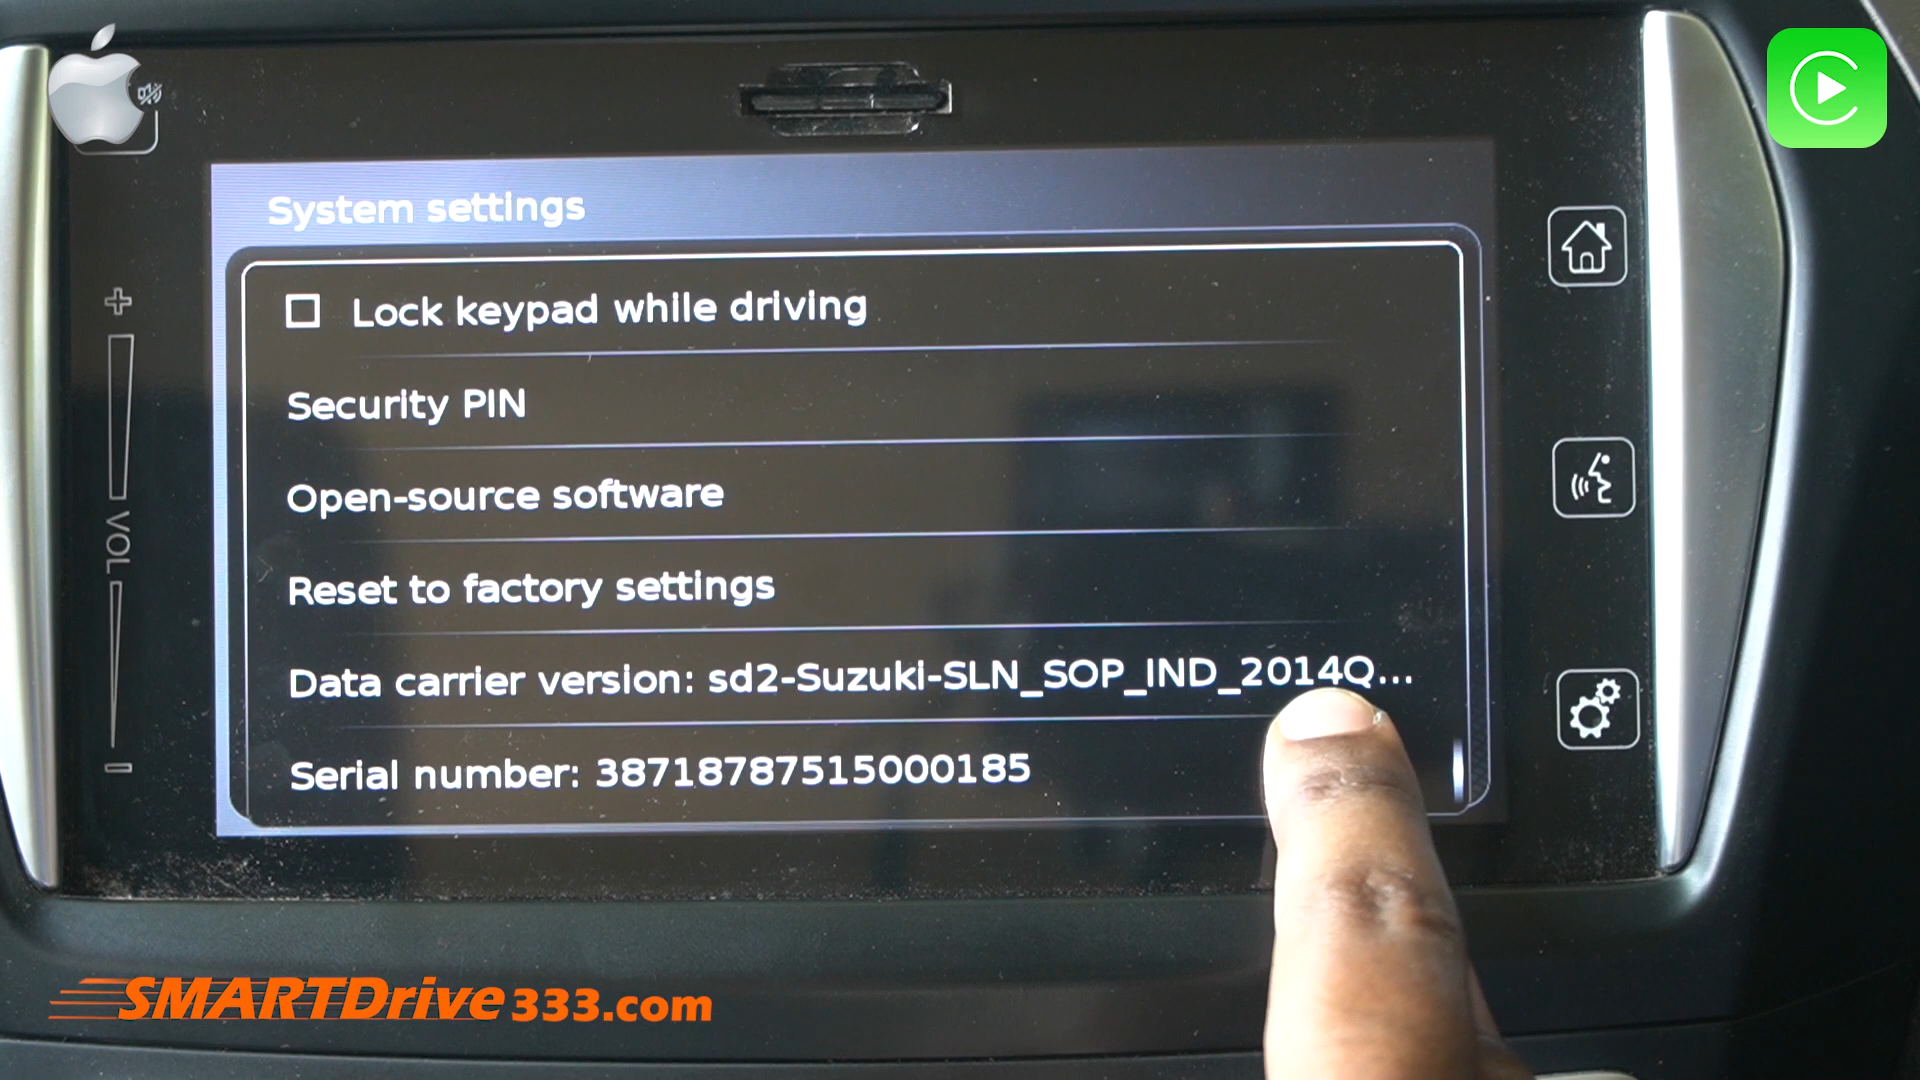 System settings
Lock keypad while driving
Security PIN
Open-source software
Reset to factory settings
Data carrier version: sd2-Suzuki-SLN_SOP_IND_2014Q...
Serial number: 38718787515000185
VOL
SMARTDrive333.com